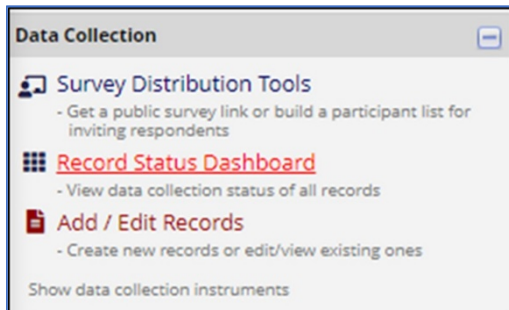 Data Collection
Survey Distribution Tools
- Get a public survey link or build a participant list for
inviting respondents
Record Status Dashboard
- View data collection status of all records
Add / Edit Records
- Create new records or edit/view existing ones
Show data collection instruments